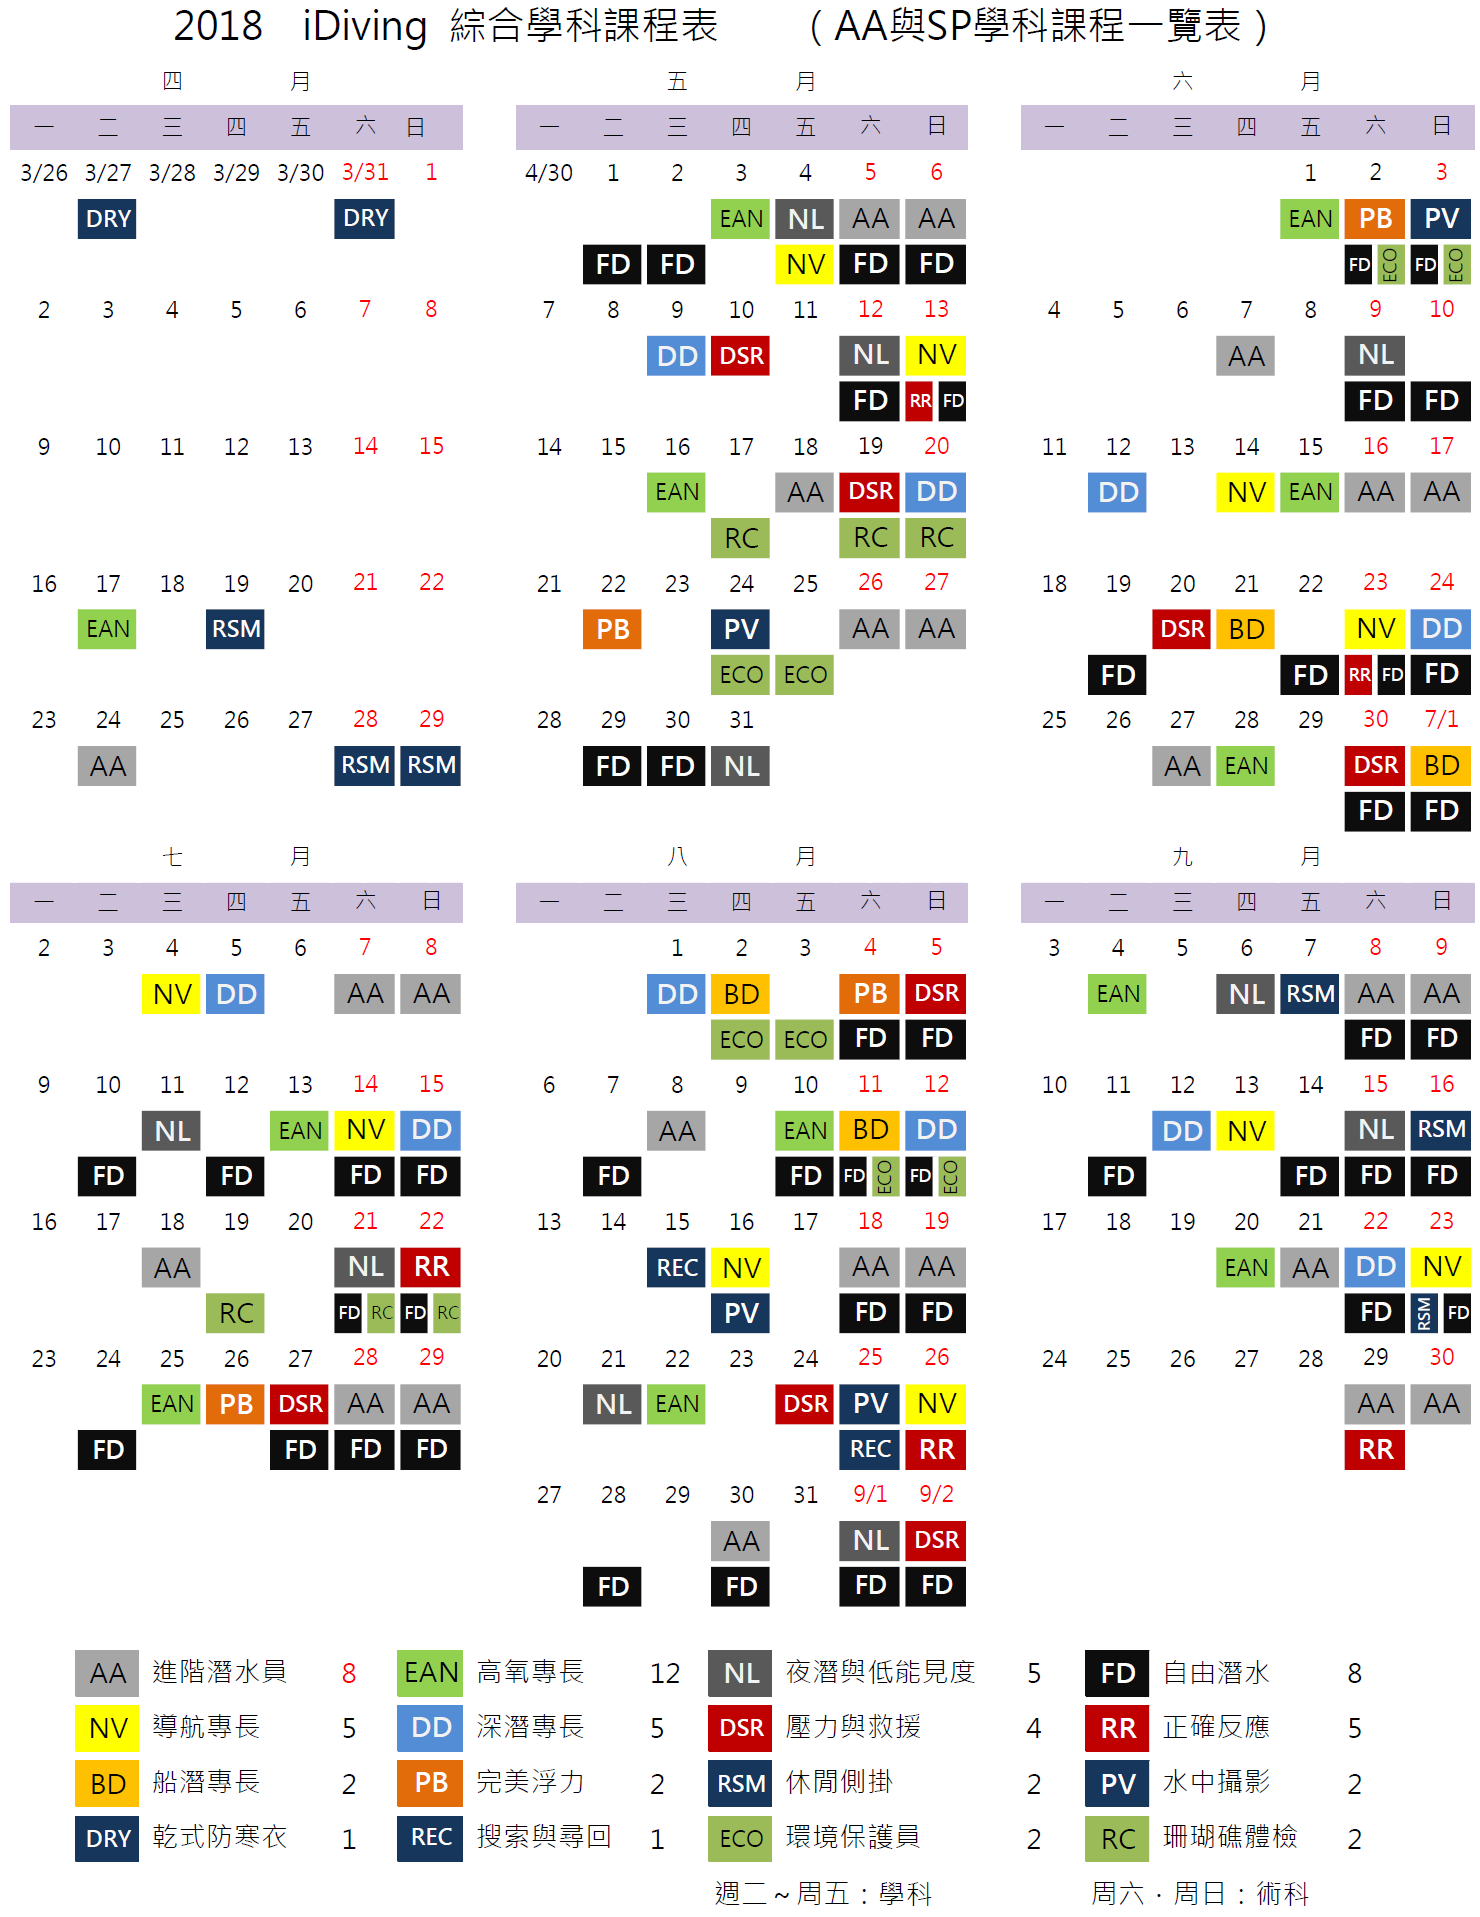 2018 iDiving 綜合學科課程表 （AA與SP學科課程一覽表）
四 月 五 月 六 月
一 二 三 四 五 六 日 一 二 三 四 五 六 日 一 二 三 四 五 六 日
3/26 3/27 3/28 3/29 3/30 3/31 1 4/30 1 2 3 4 5 6 1 2 3
DRY DRY EAN NL AA AA EAN PB PV
FD FD NV FD FD FD ECO FD ECO
2 3 4 5 6 7 8 7 8 9 10 11 12 13 4 5 6 7 8 9 10
DD DSR NL NV AA NL
FD RR FD FD FD
9 10 11 12 13 14 15 14 15 16 17 18 19 20 11 12 13 14 15 16 17
EAN AA DSR DD DD NV EAN AA AA
RC RC RC
16 17 18 19 20 21 22 21 22 23 24 25 26 27 18 19 20 21 22 23 24
EAN RSM PB PV AA AA DSR BD NV DD
ECO ECO FD FD RR FD FD
23 24 25 26 27 28 29 28 29 30 31 25 26 27 28 29 30 7/1
AA RSM RSM FD FD NL AA EAN DSR BD
FD FD
七 月 八 月 九 月
一 二 三 四 五 六 日 一 二 三 四 五 六 日 一 二 三 四 五 六 日
2 3 4 5 6 7 8 1 2 3 4 5 3 4 5 6 7 8 9
NV DD AA AA DD BD PB DSR EAN NL RSM AA AA
ECO ECO FD FD FD FD
9 10 11 12 13 14 15 6 7 8 9 10 11 12 10 11 12 13 14 15 16
NL EAN NV DD AA EAN BD DD DD NV NL RSM
FD FD FD FD FD FD FD ECO FD ECO FD FD FD FD
16 17 18 19 20 21 22 13 14 15 16 17 18 19 17 18 19 20 21 22 23
AA NL RR REC NV AA AA EAN AA DD NV
RC FD RC FD RC PV FD FD FD RSM FD
23 24 25 26 27 28 29 20 21 22 23 24 25 26 24 25 26 27 28 29 30
EAN PB DSR AA AA NL EAN DSR PV NV AA AA
FD FD FD FD REC RR RR
27 28 29 30 31 9/1 9/2
AA NL DSR
FD FD FD FD
AA 進階潛水員 8 EAN 高氧專長 12 NL 夜潛與低能見度 5 FD 自由潛水 8
NV 導航專長 5 DD 深潛專長 5 DSR 壓力與救援 4 RR 正確反應 5
BD 船潛專長 2 PB 完美浮力 2 RSM 休閒側掛 2 PV 水中攝影 2
DRY 乾式防寒衣 1 REC 搜索與尋回 1 ECO 環境保護員 2 RC 珊瑚礁體檢 2
週二～周五：學科 周六．周日：術科